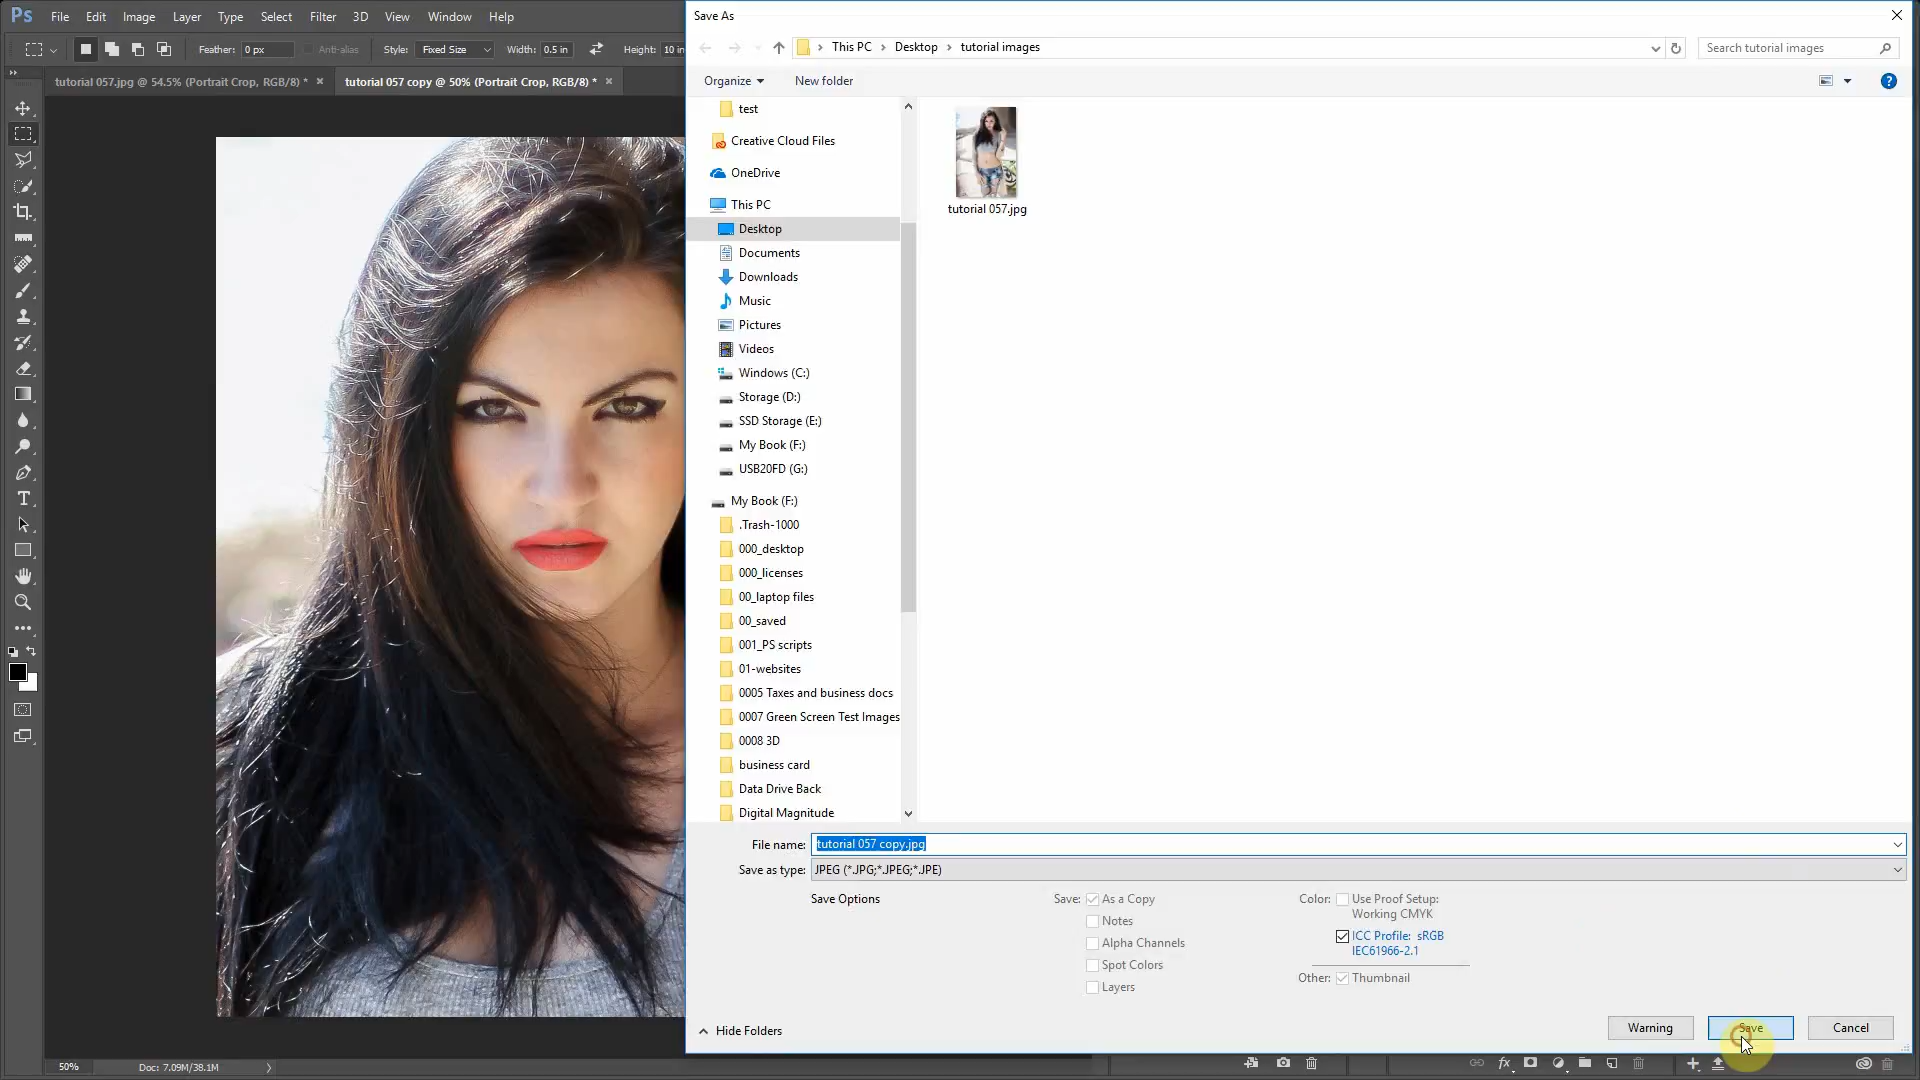 Ps File Edit Image Layer Type Select Filter 3D View Window Help
Feather: 0 px Anti-alias Style: Fixed Size Width: 0.5 in Height: 10 in
tutorial 057.jpg @ 54.5% (Portrait Crop, RGB/8) * × tutorial 057 copy @ 50% (Portrait Crop, RGB/8) * ×
Save As
This PC > Desktop > tutorial images
Search tutorial images
Organize New folder
test
Creative Cloud Files
OneDrive
This PC
Desktop
Documents
Downloads
Music
Pictures
Videos
Windows (C:)
Storage (D:)
SSD Storage (E:)
My Book (F:)
USB20FD (G:)
My Book (F:)
.Trash-1000
000_desktop
000_licenses
00_laptop files
00_saved
001_PS scripts
01-websites
0005 Taxes and business docs
0007 Green Screen Test Images
0008 3D
business card
Data Drive Back
Digital Magnitude
tutorial 057.jpg
File name: tutorial 057 copy.jpg
Save as type: JPEG (*.JPG;*.JPEG;*.JPE)
Save Options
Save: As a Copy
Notes
Alpha Channels
Spot Colors
Layers
Color: Use Proof Setup:
Working CMYK
ICC Profile: sRGB
IEC61966-2.1
Other: Thumbnail
Hide Folders
Warning Save Cancel
50% Doc: 7.09M/38.1M
fx